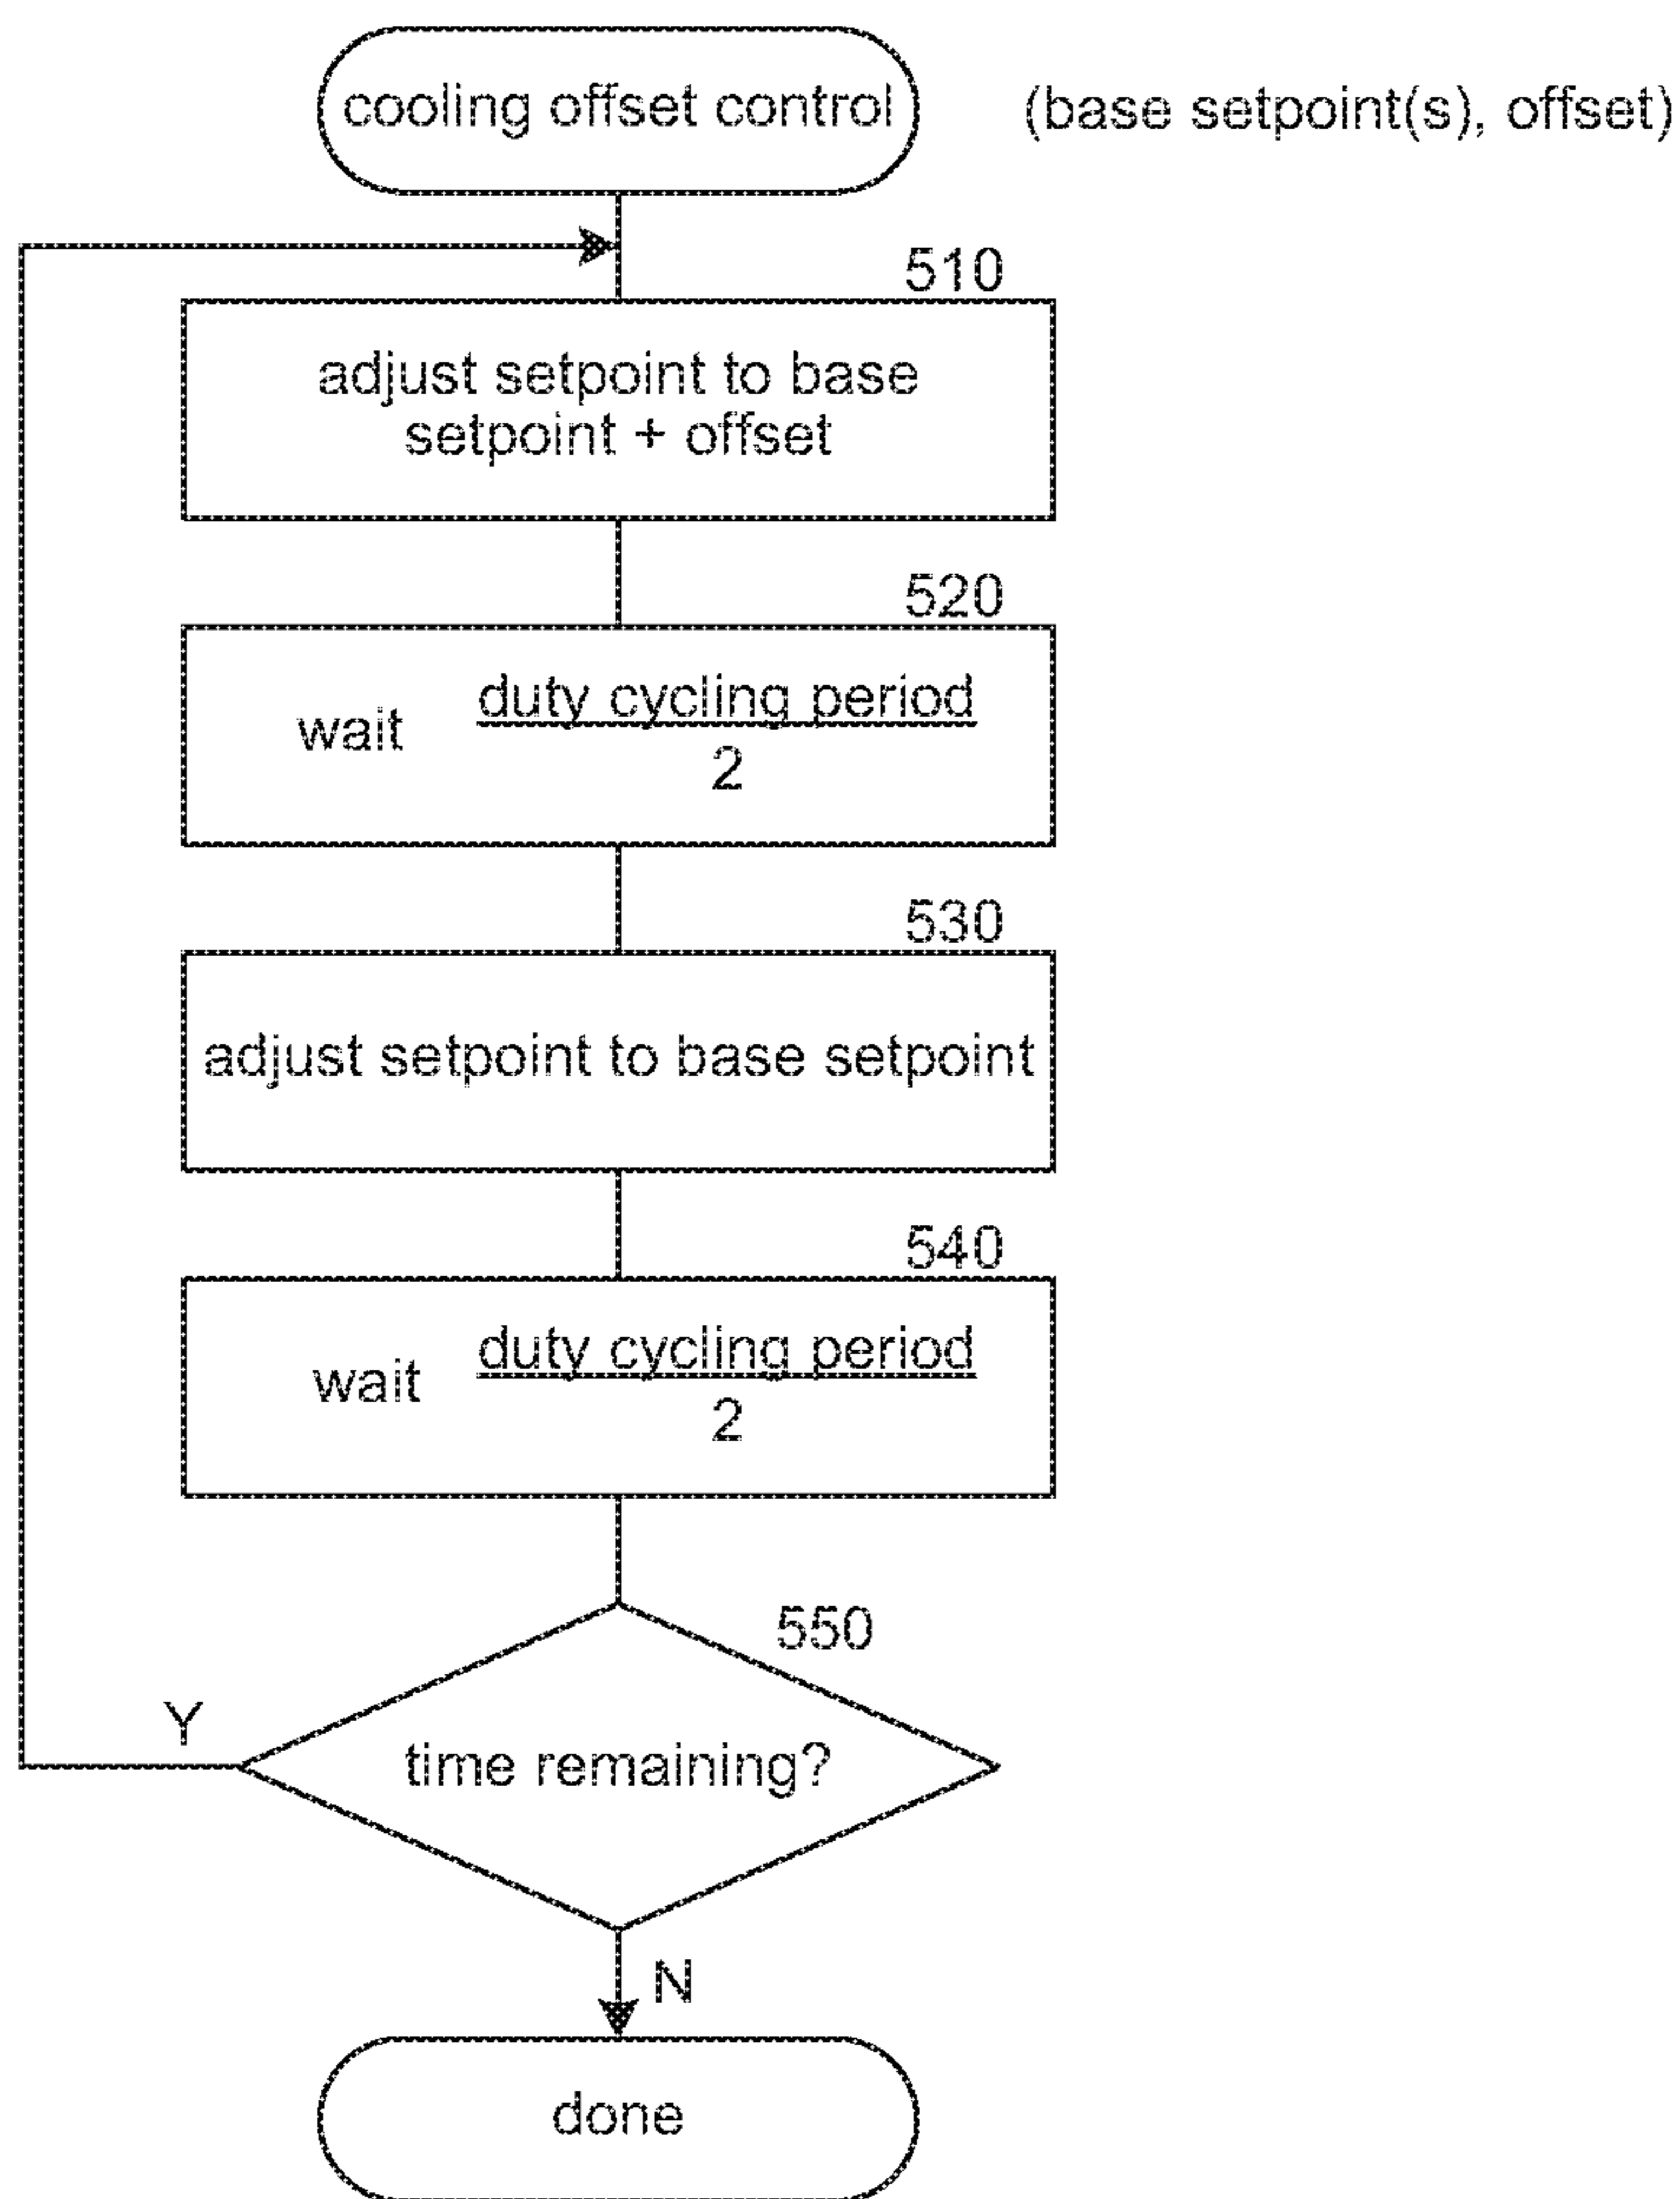 cooling offset control (base setpoint(s), offset)
510
adjust setpoint to base
setpoint + offset
520
duty cycling period
wait
2
530
adjust setpoint to base setpoint
540
duty cycling period
wait
2
550
Y
time remaining?
N
done